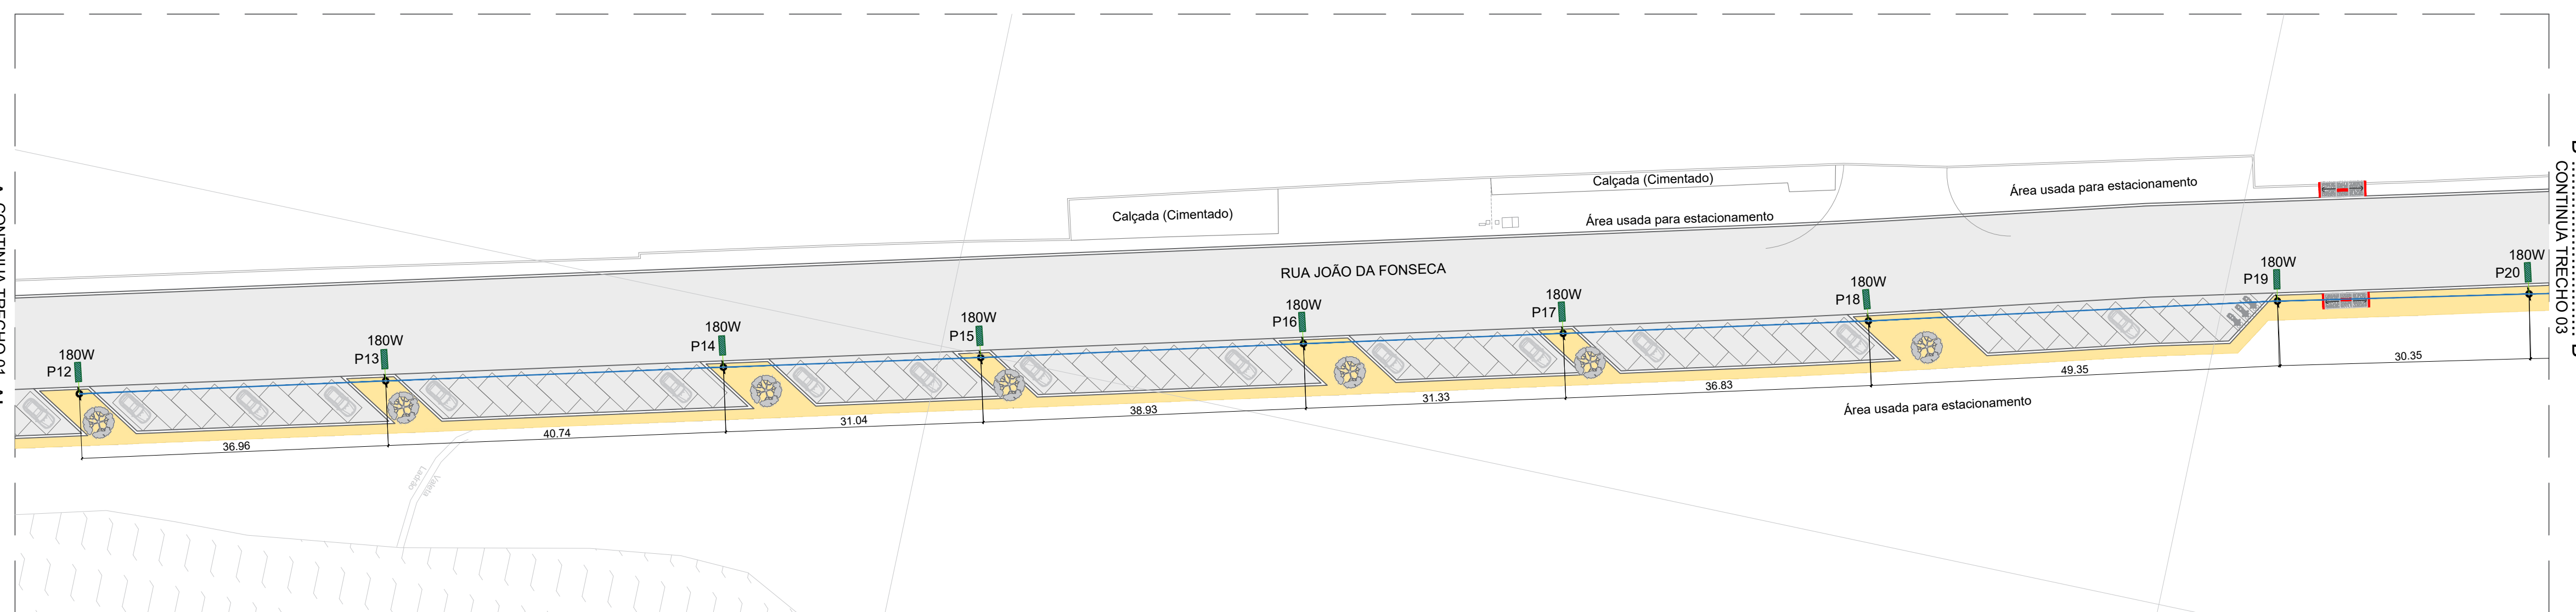 Calçada (Cimentado)
Área usada para estacionamento
Calçada (Cimentado)
Área usada para estacionamento
CONTINUA TRECHO 03
RUA JOÃO DA FONSECA
180W
P12
180W
P13
180W
P14
180W
P15
180W
P16
180W
P17
180W
P18
180W
P19
180W
P20
36.96
40.74
31.04
38.93
31.33
36.83
49.35
30.35
Área usada para estacionamento
Ladrão
Valeta